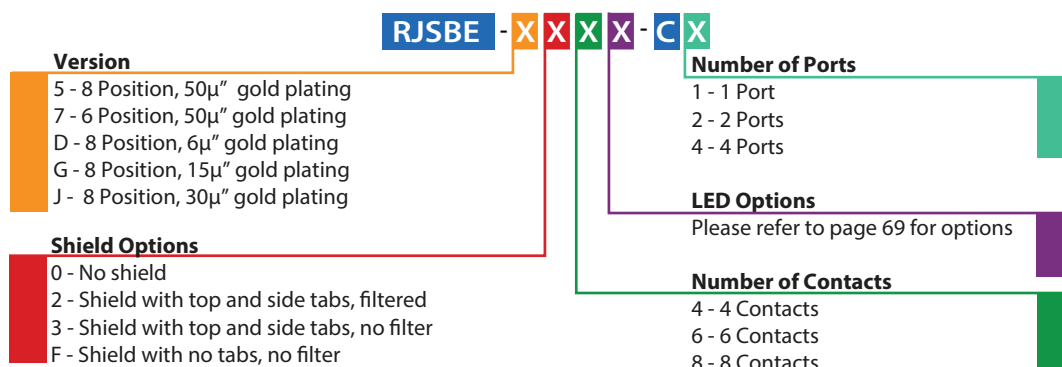 RJSBE - X X X X - C X
Version
5 - 8 Position, 50µ” gold plating
7 - 6 Position, 50µ” gold plating
D - 8 Position, 6µ” gold plating
G - 8 Position, 15µ” gold plating
J - 8 Position, 30µ” gold plating
Shield Options
0 - No shield
2 - Shield with top and side tabs, filtered
3 - Shield with top and side tabs, no filter
F - Shield with no tabs, no filter
Number of Ports
1 - 1 Port
2 - 2 Ports
4 - 4 Ports
LED Options
Please refer to page 69 for options
Number of Contacts
4 - 4 Contacts
6 - 6 Contacts
8 - 8 Contacts